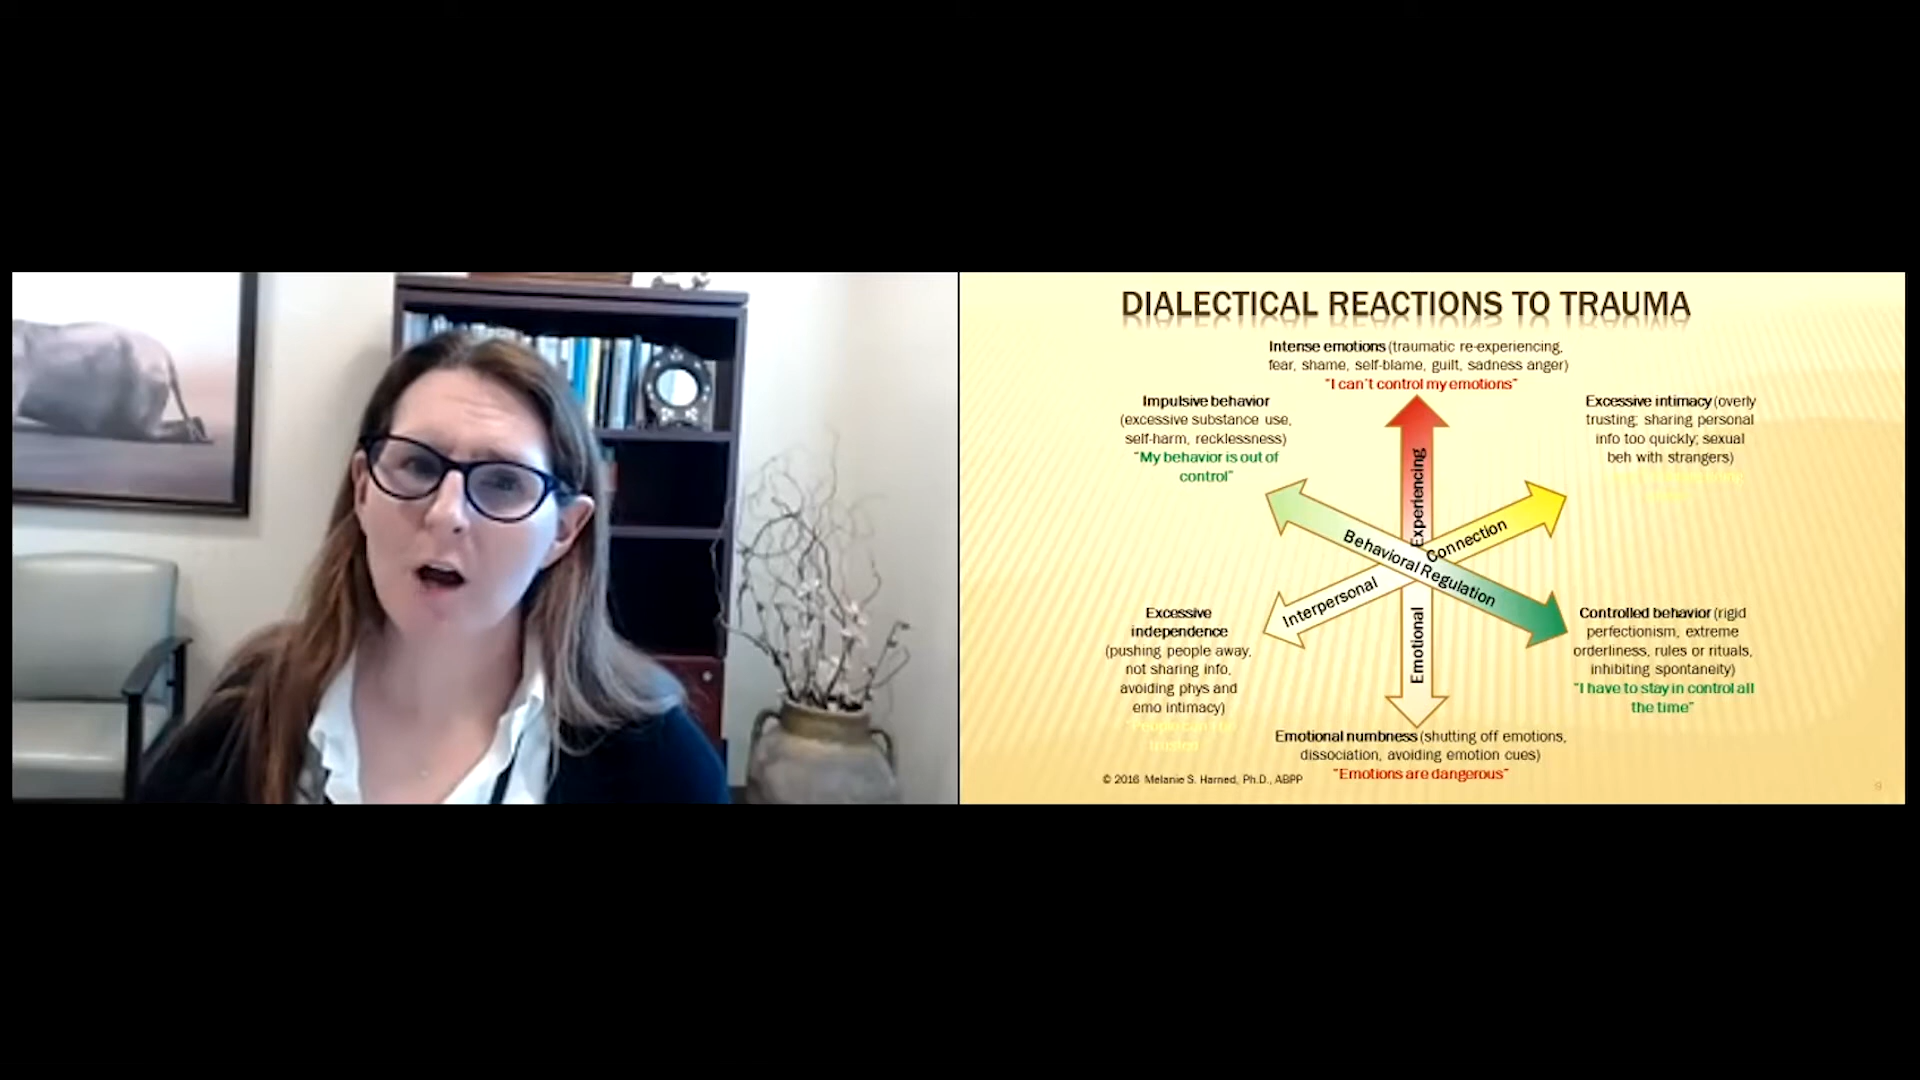 DIALECTICAL REACTIONS TO TRAUMA
Intense emotions (traumatic re-experiencing,
fear, shame, self-blame, guilt, sadness anger)
"I can't control my emotions"
Impulsive behavior
(excessive substance use,
self-harm, recklessness)
"My behavior is out of
control"
Excessive intimacy (overly
trusting; sharing personal
info too quickly; sexual
beh with strangers)
Emotional Experiencing
Interpersonal Connection
Behavioral Regulation
Excessive
independence
(pushing people away,
not sharing info,
avoiding phys and
emo intimacy)
"People can't be
trusted"
Controlled behavior (rigid
perfectionism, extreme
orderliness, rules or rituals,
inhibiting spontaneity)
"I have to stay in control all
the time"
Emotional numbness (shutting off emotions,
dissociation, avoiding emotion cues)
"Emotions are dangerous"
© 2016 Melanie S. Harned, Ph.D., ABPP
9